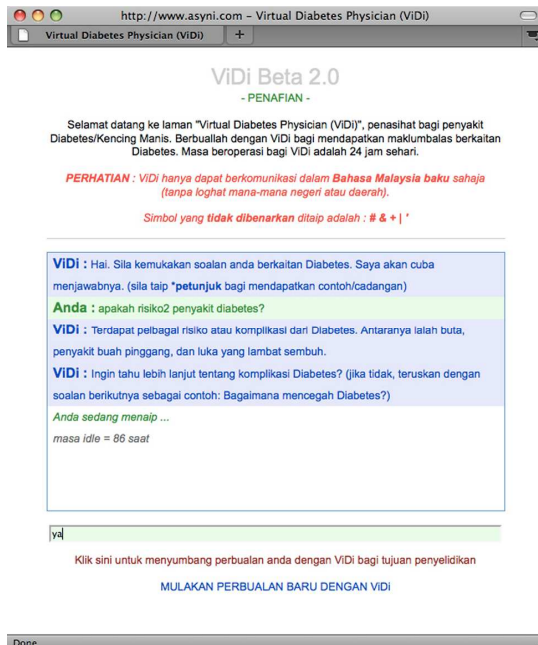 http://www.asyni.com – Virtual Diabetes Physician (ViDi)
Virtual Diabetes Physician (ViDi)
+
ViDi Beta 2.0
- PENAFIAN -
Selamat datang ke laman "Virtual Diabetes Physician (ViDi)", penasihat bagi penyakit
Diabetes/Kencing Manis. Berbuallah dengan ViDi bagi mendapatkan maklumbalas berkaitan
Diabetes. Masa beroperasi bagi ViDi adalah 24 jam sehari.
PERHATIAN : ViDi hanya dapat berkomunikasi dalam Bahasa Malaysia baku sahaja
(tanpa loghat mana-mana negeri atau daerah).
Simbol yang tidak dibenarkan ditaip adalah : # & + | '
ViDi : Hai. Sila kemukakan soalan anda berkaitan Diabetes. Saya akan cuba
menjawabnya. (sila taip *petunjuk bagi mendapatkan contoh/cadangan)
Anda : apakah risiko2 penyakit diabetes?
ViDi : Terdapat pelbagai risiko atau komplikasi dari Diabetes. Antaranya ialah buta,
penyakit buah pinggang, dan luka yang lambat sembuh.
ViDi : Ingin tahu lebih lanjut tentang komplikasi Diabetes? (jika tidak, teruskan dengan
soalan berikutnya sebagai contoh: Bagaimana mencegah Diabetes?)
Anda sedang menaip ...
masa idle = 86 saat
ya
Klik sini untuk menyumbang perbualan anda dengan ViDi bagi tujuan penyelidikan
MULAKAN PERBUALAN BARU DENGAN ViDi
Done